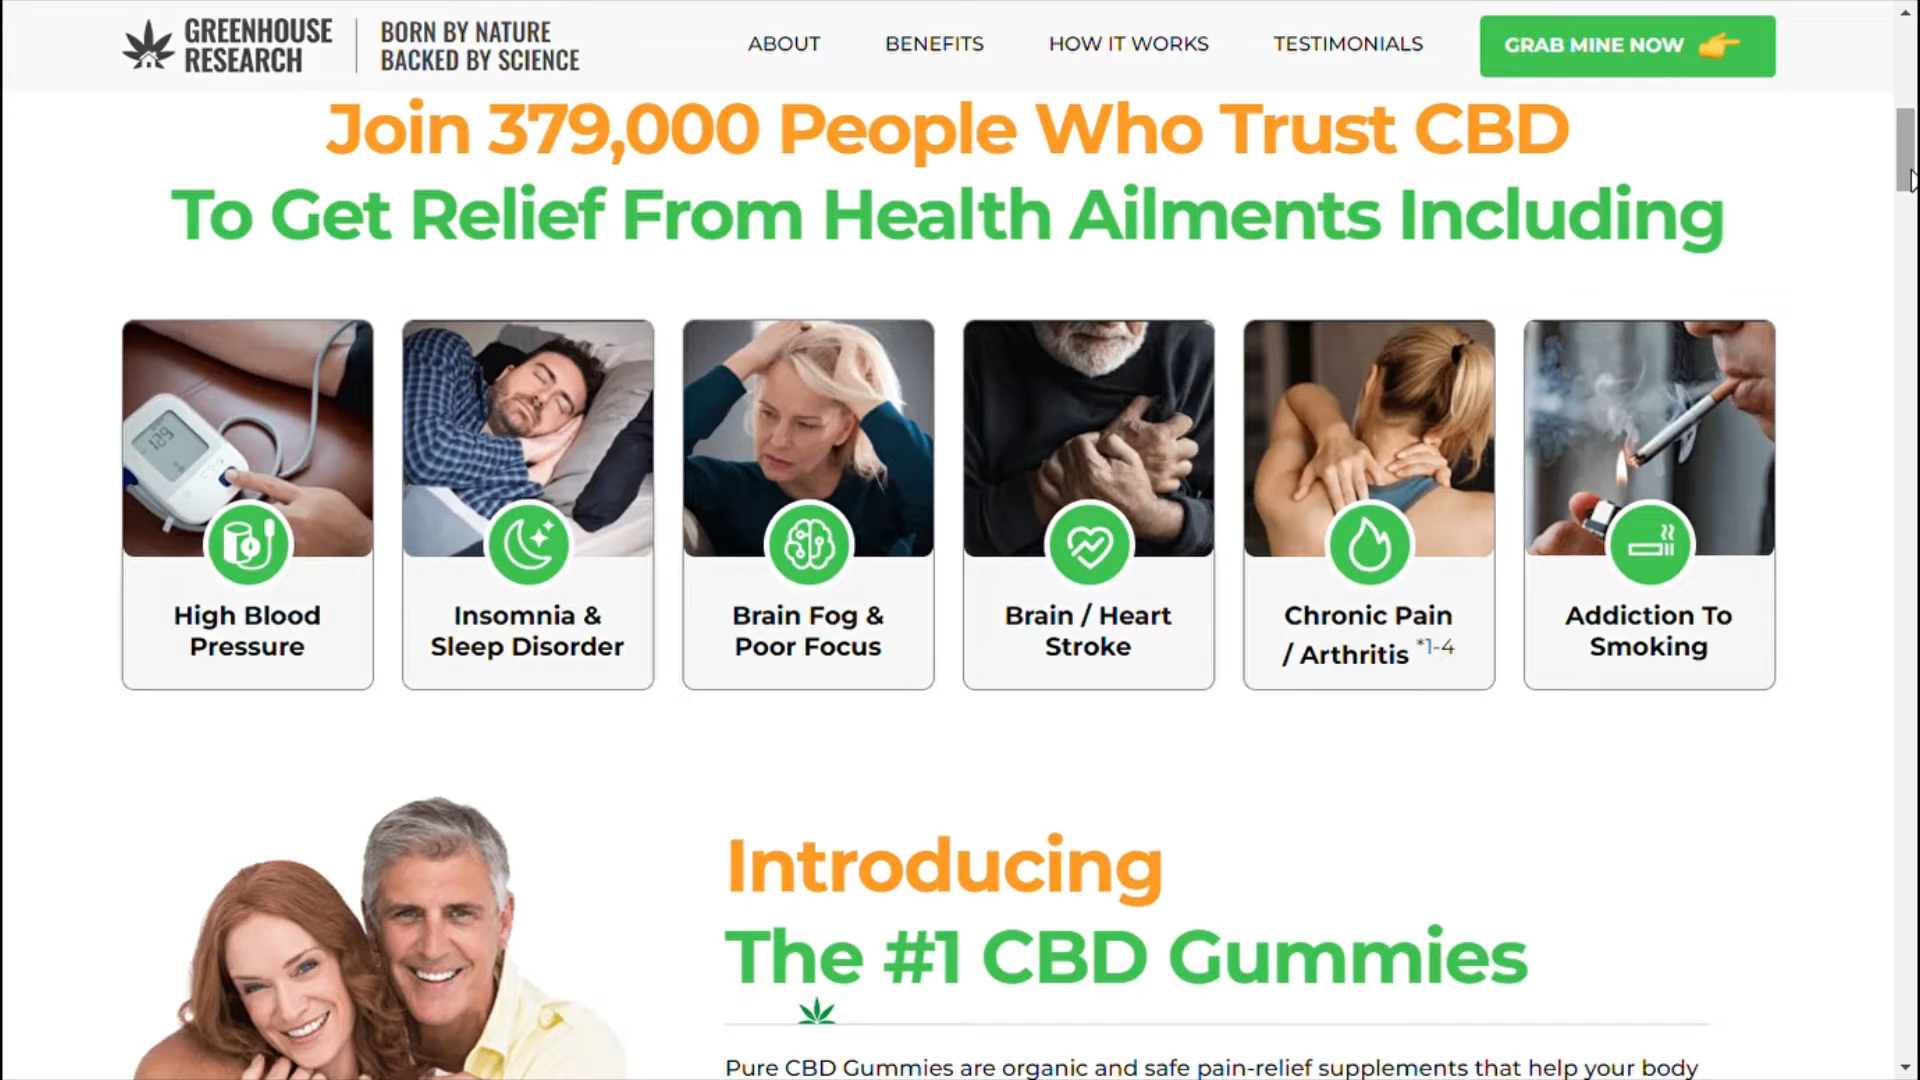 GREENHOUSE
RESEARCH
BORN BY NATURE
BACKED BY SCIENCE
ABOUT
BENEFITS
HOW IT WORKS
TESTIMONIALS
GRAB MINE NOW
Join 379,000 People Who Trust CBD
To Get Relief From Health Ailments Including
129
High Blood
Pressure
Insomnia &
Sleep Disorder
Brain Fog &
Poor Focus
Brain / Heart
Stroke
Chronic Pain
/ Arthritis *1-4
Addiction To
Smoking
Introducing
The #1 CBD Gummies
Pure CBD Gummies are organic and safe pain-relief supplements that help your body